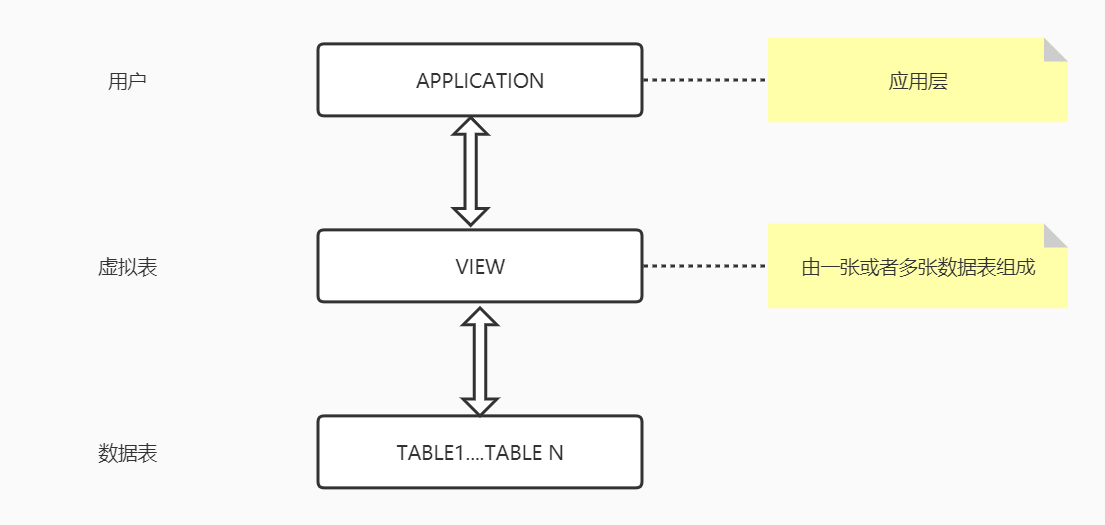 用户
APPLICATION
应用层
虚拟表
VIEW
由一张或者多张数据表组成
数据表
TABLE1....TABLE N